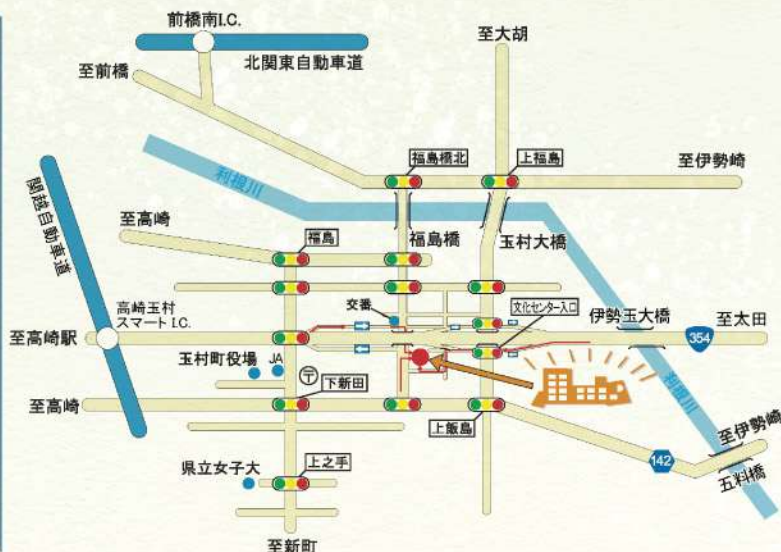 前橋南I.C.
北関東自動車道
至前橋
至大胡
福島橋北
上福島
至伊勢崎
利根川
関越自動車道
至高崎
福島
福島橋
玉村大橋
高崎玉村
スマートI.C.
交番
文化センター入口
伊勢玉大橋
至太田
至高崎駅
354
玉村町役場
JA
〒
下新田
至高崎
上飯島
利根川
至伊勢崎
五料橋
142
県立女子大
上之手
至新町